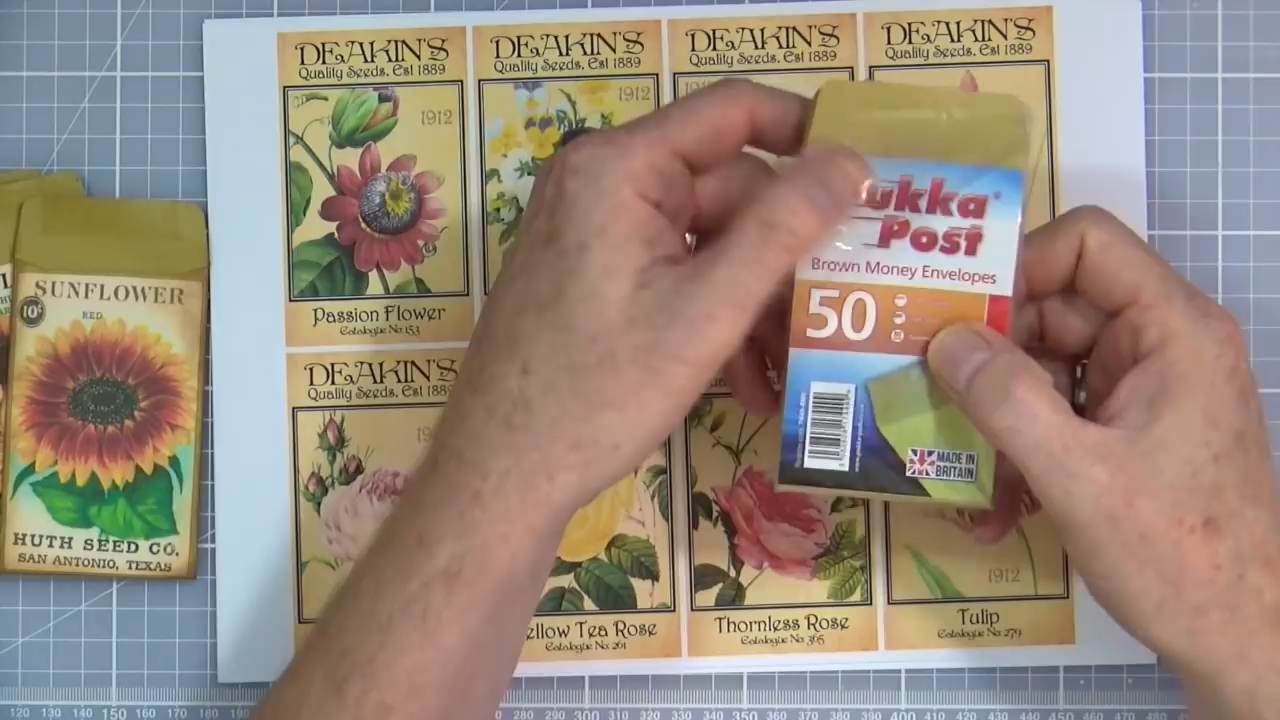 DEAKIN'S
Quality Seeds. Est 1889
1912
Passion Flower
Catalogue No: 153
DEAKIN'S
Quality Seeds. Est 1889
1912
DEAKIN'S
Quality Seeds. Est 1889
DEAKIN'S
Quality Seeds. Est 1889
DEAKIN'S
Quality Seeds. Est 1889
ellow Tea Rose
Catalogue No: 261
Thornless Rose
Catalogue No: 365
1912
Tulip
Catalogue No: 279
ukka
Post
Brown Money Envelopes
50
MADE IN
BRITAIN
SUNFLOWER
10¢
RED
HUTH SEED CO.
SAN ANTONIO, TEXAS
120 130 140 150 160 170 180 190
280 290 300 310 320 330 340 350 360 370 380 390 400 410 420 430 440 450 460 470 480